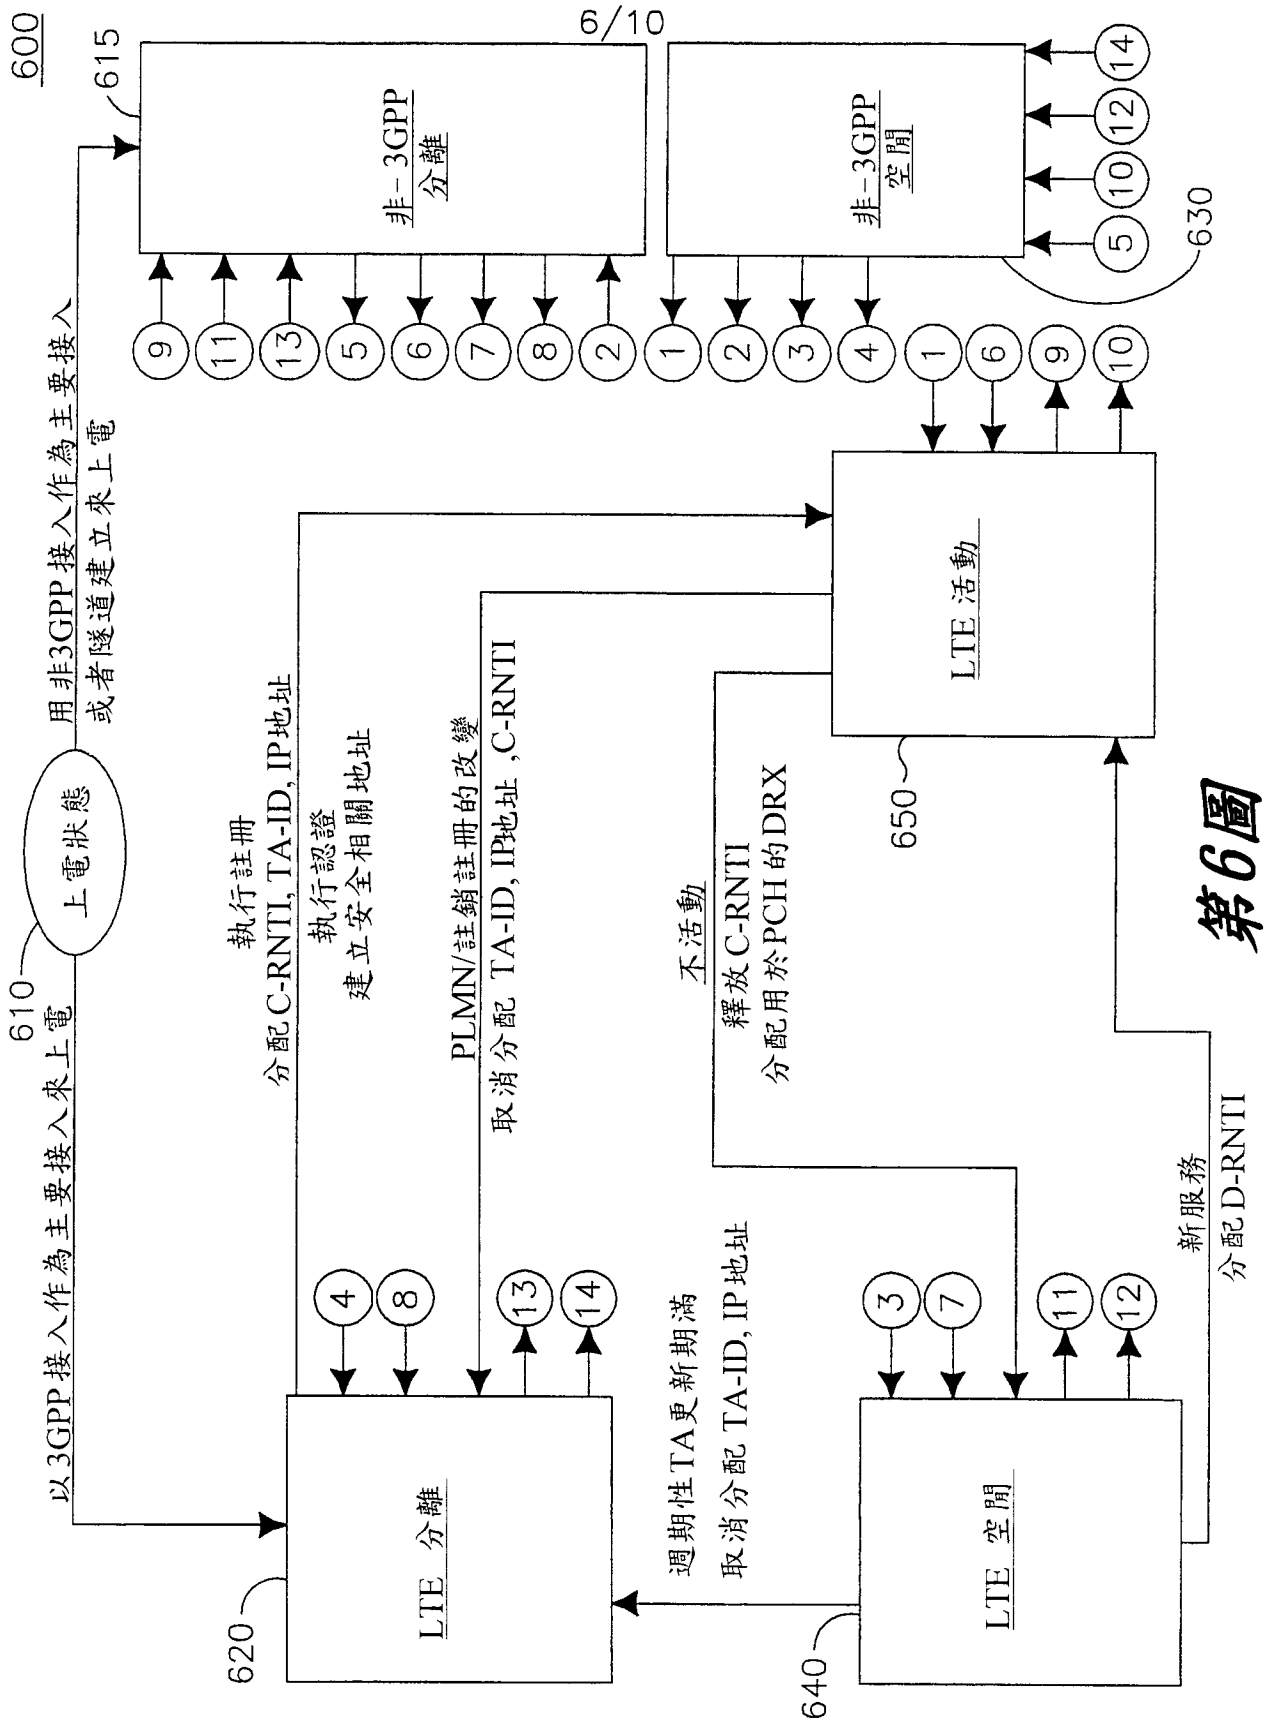 6/10
600
610
上電狀態
以3GPP接入作為主要接入來上電
用非3GPP接入作為主要接入
或者隧道建立來上電
615
非-3GPP
分離
9
11
13
5
6
7
8
2
非-3GPP
空閒
630
14
12
10
5
1
2
3
4
620
LTE 分離
4
8
13
14
執行註冊
分配C-RNTI, TA-ID, IP地址
執行認證
建立安全相關地址
PLMN/註銷註冊的改變
取消分配 TA-ID, IP地址,C-RNTI
650
LTE 活動
1
6
9
10
不活動
釋放C-RNTI
分配用於PCH的DRX
週期性TA更新期滿
取消分配 TA-ID, IP地址
640
LTE 空閒
3
7
11
12
新服務
分配D-RNTI
第6圖